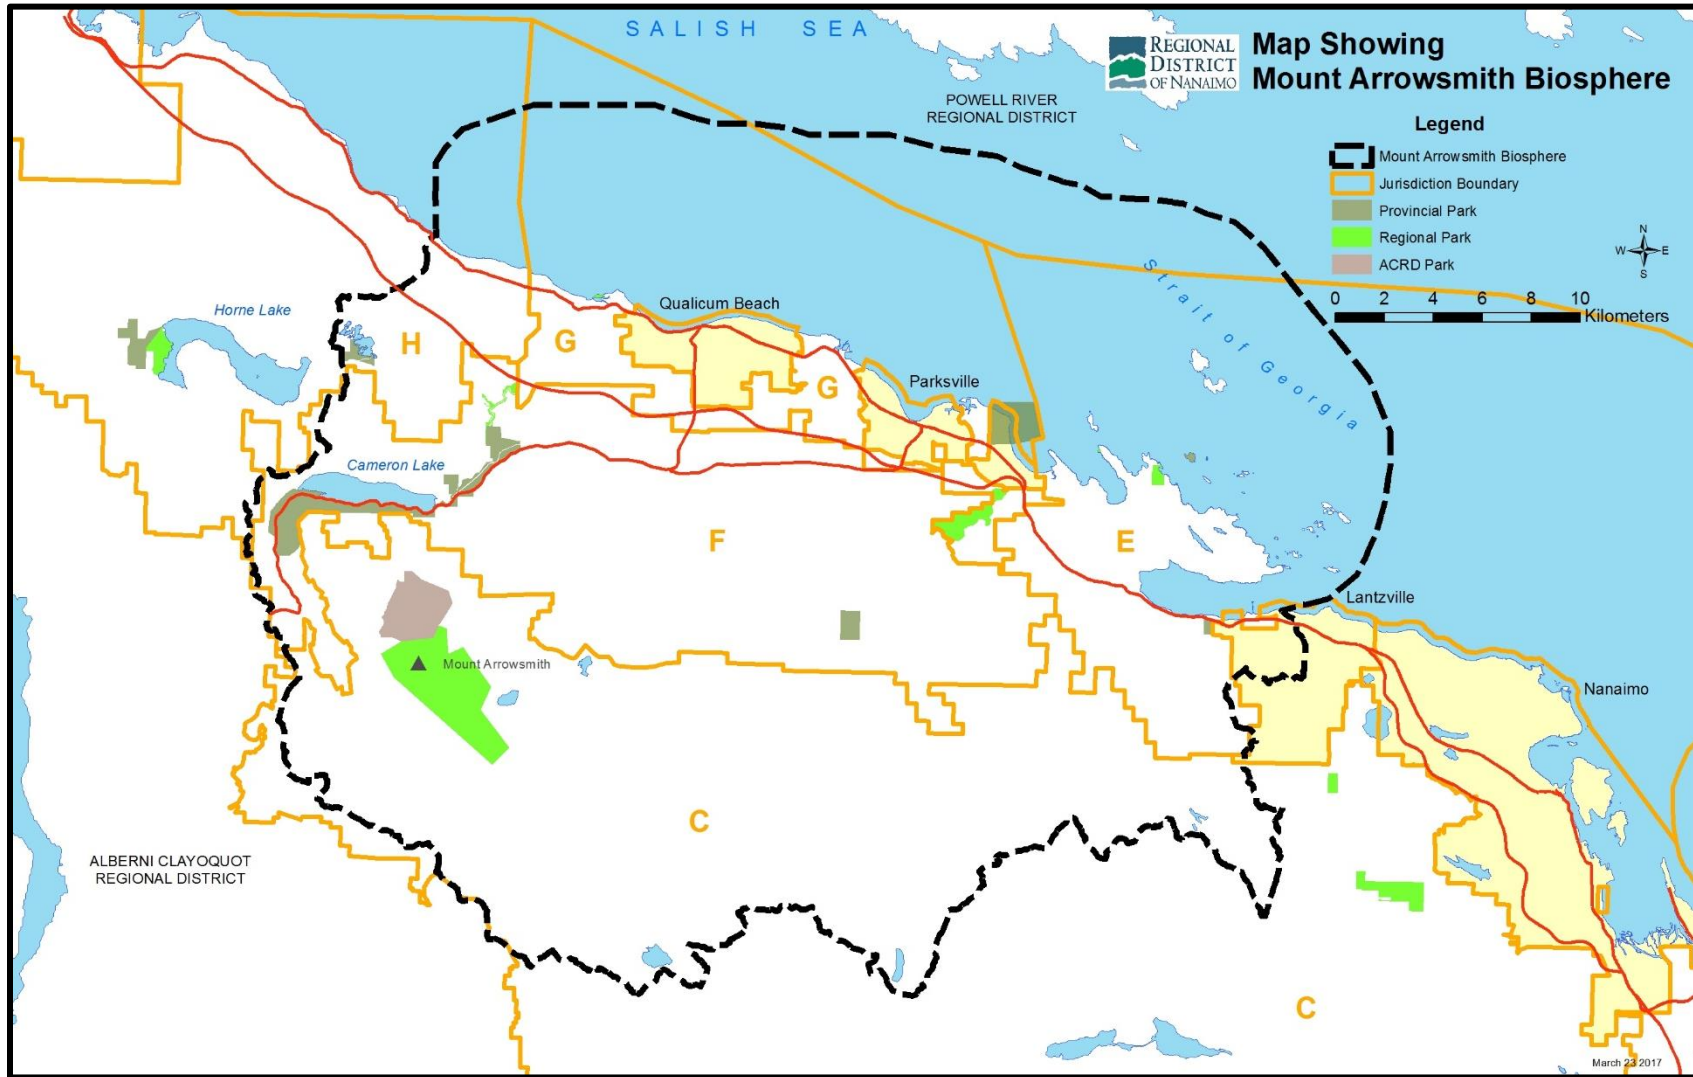 SALISH SEA
REGIONAL
DISTRICT
OF NANAIMO
Map Showing
Mount Arrowsmith Biosphere
POWELL RIVER
REGIONAL DISTRICT
Legend
Mount Arrowsmith Biosphere
Jurisdiction Boundary
Provincial Park
Regional Park
ACRD Park
N
W E
S
0 2 4 6 8 10
Kilometers
Strait of Georgia
Horne Lake
Qualicum Beach
H
G
G
Parksville
Cameron Lake
F
E
Lantzville
Mount Arrowsmith
Nanaimo
C
ALBERNI CLAYOQUOT
REGIONAL DISTRICT
C
March 23 2017